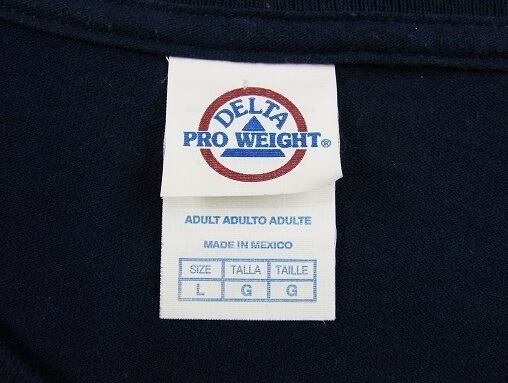 DELTA
PRO WEIGHT®
ADULT ADULTO ADULTE
MADE IN MEXICO
SIZE TALLA TAILLE
L G G